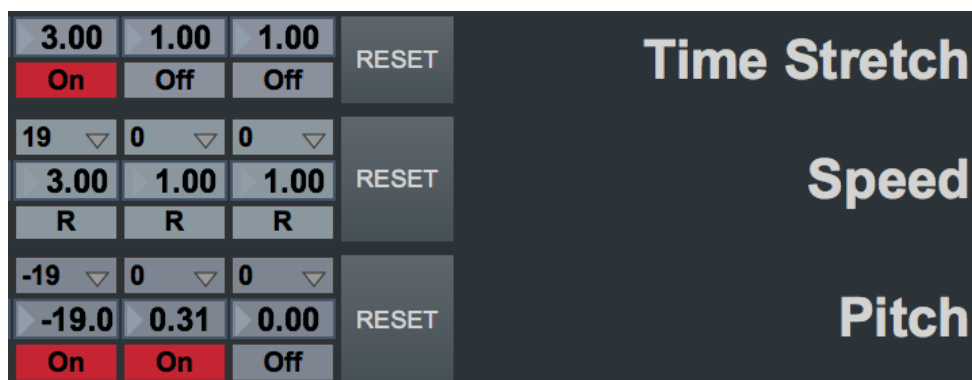 3.00 1.00 1.00
On Off Off
RESET
Time Stretch
19 0 0
3.00 1.00 1.00
R R R
RESET
Speed
-19 0 0
-19.0 0.31 0.00
On On Off
RESET
Pitch